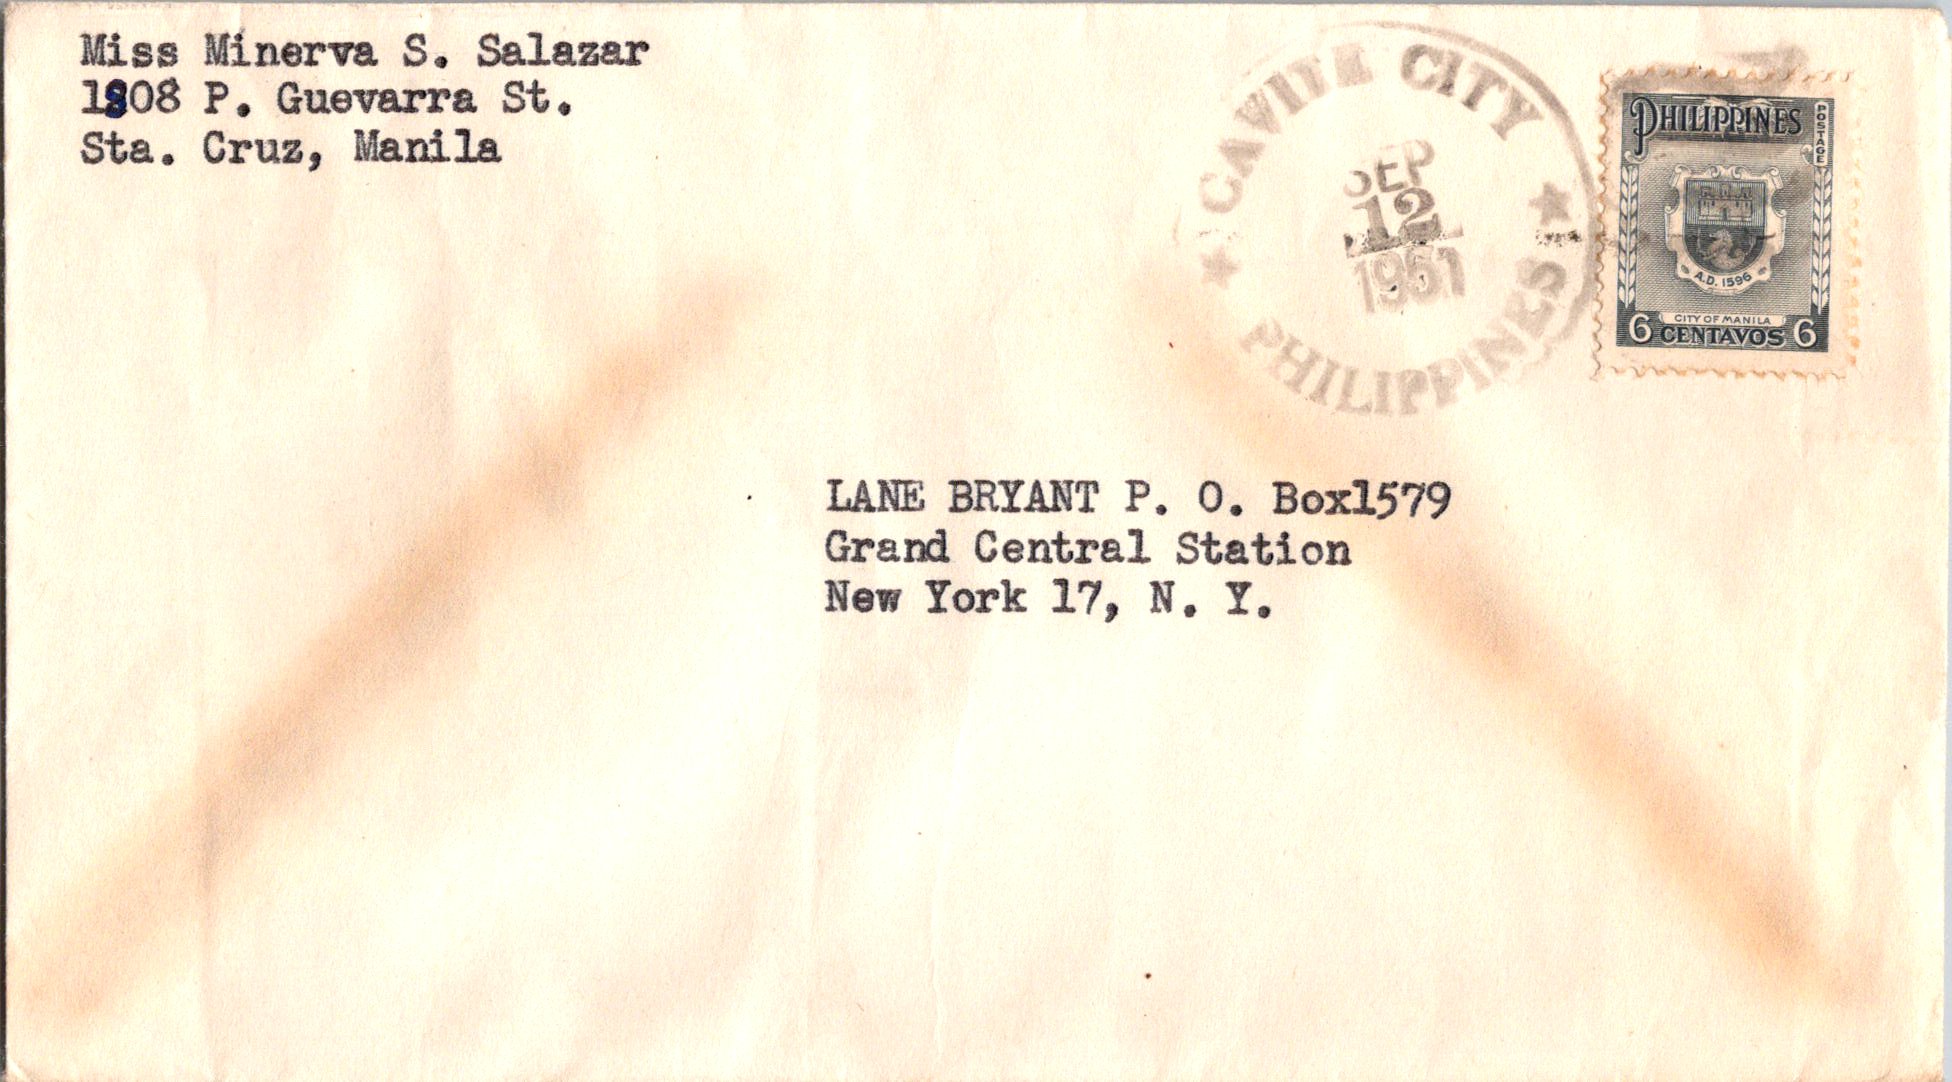 Miss Minerva S. Salazar
1808 P. Guevarra St.
Sta. Cruz, Manila
CAVITE CITY
SEP
12
PHILIPPINES
PHILIPPINES
POSTAGE
A.D. 1596
CITY OF MANILA
6 CENTAVOS 6
LANE BRYANT P. O. Box1579
Grand Central Station
New York 17, N. Y.